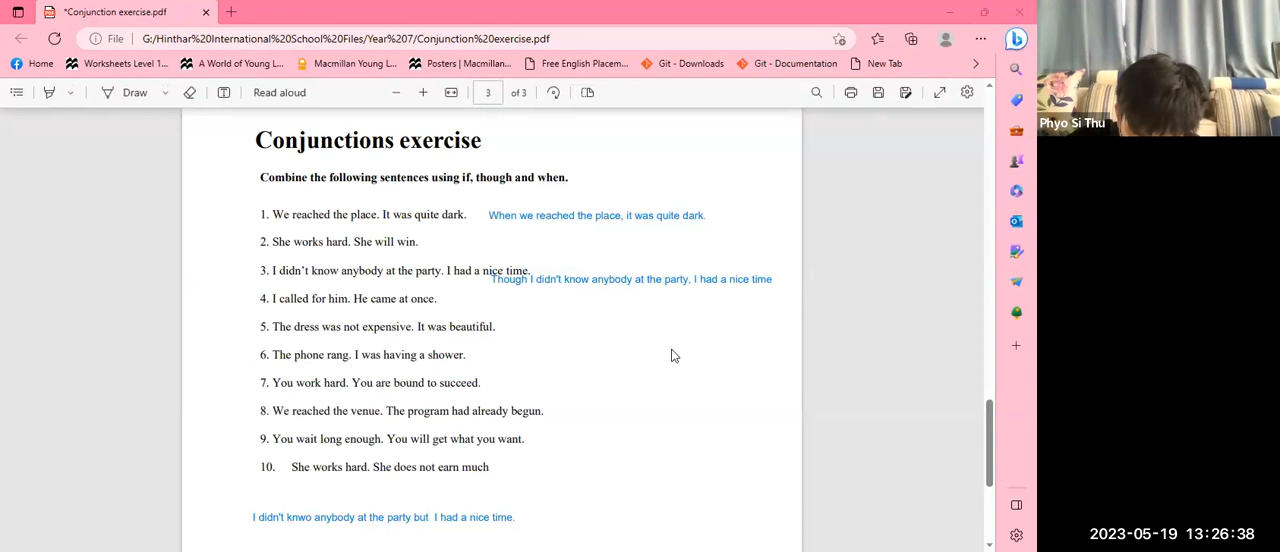 *Conjunction exercise.pdf
File G:/Hinthar%20International%20School%20Files/Year%207/Conjunction%20exercise.pdf
Home Worksheets Level 1... A World of Young L... Macmillan Young L... Posters | Macmillan... Free English Placem... Git - Downloads Git - Documentation New Tab
Draw Read aloud 3 of 3
Phyo Si Thu
Conjunctions exercise
Combine the following sentences using if, though and when.
1. We reached the place. It was quite dark. When we reached the place, it was quite dark.
2. She works hard. She will win.
3. I didn't know anybody at the party. I had a nice time.
Though I didn't know anybody at the party, I had a nice time
4. I called for him. He came at once.
5. The dress was not expensive. It was beautiful.
6. The phone rang. I was having a shower.
7. You work hard. You are bound to succeed.
8. We reached the venue. The program had already begun.
9. You wait long enough. You will get what you want.
10. She works hard. She does not earn much
I didn't knwo anybody at the party but I had a nice time.
2023-05-19 13:26:38